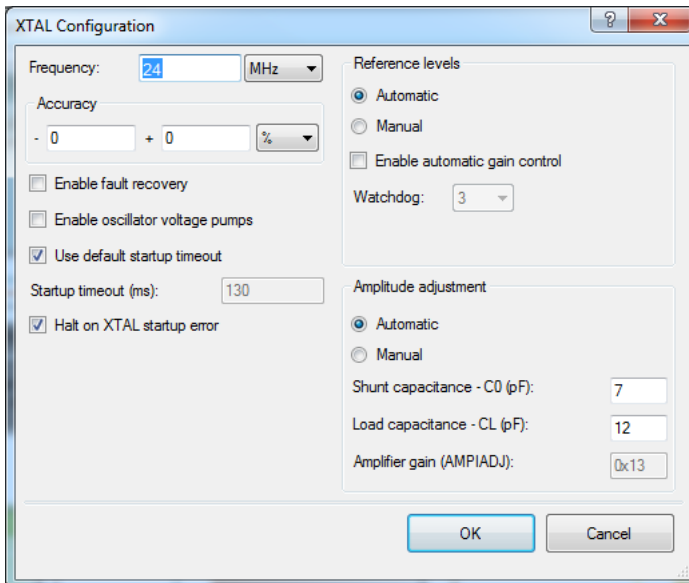 XTAL Configuration
?
X
Frequency: 24 MHz
Accuracy
- 0 + 0 %
Enable fault recovery
Enable oscillator voltage pumps
Use default startup timeout
Startup timeout (ms): 130
Halt on XTAL startup error
Reference levels
Automatic
Manual
Enable automatic gain control
Watchdog: 3
Amplitude adjustment
Automatic
Manual
Shunt capacitance - C0 (pF): 7
Load capacitance - CL (pF): 12
Amplifier gain (AMPIADJ): 0x13
OK Cancel